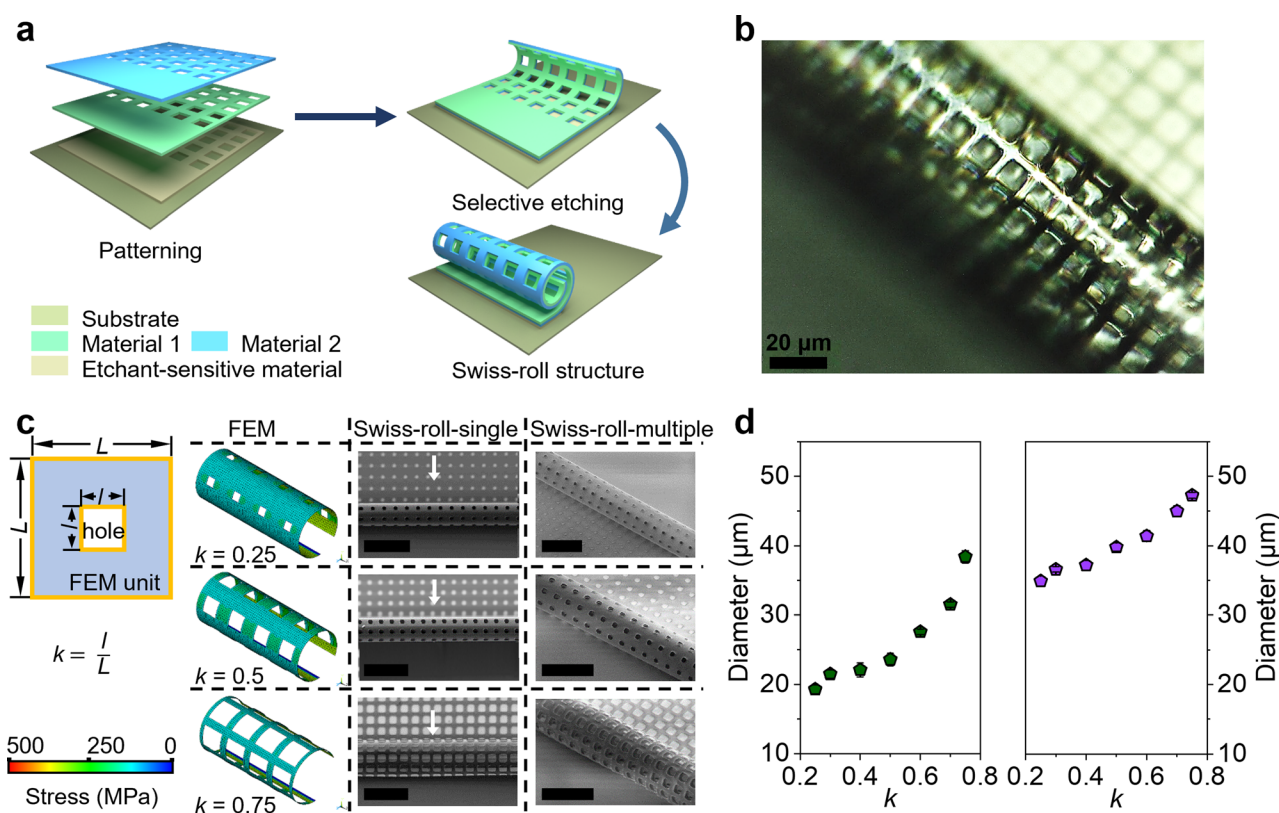 a
Patterning
Selective etching
Swiss-roll structure
Substrate
Material 1
Material 2
Etchant-sensitive material
b
20 μm
c
L
L
l
l
hole
FEM unit
k = l / L
500 250 0
Stress (MPa)
FEM
Swiss-roll-single
Swiss-roll-multiple
k = 0.25
k = 0.5
k = 0.75
d
Diameter (μm)
50
40
30
20
10
0.2 0.4 0.6 0.8
k
50
40
30
20
10
0.2 0.4 0.6 0.8
k
Diameter (μm)